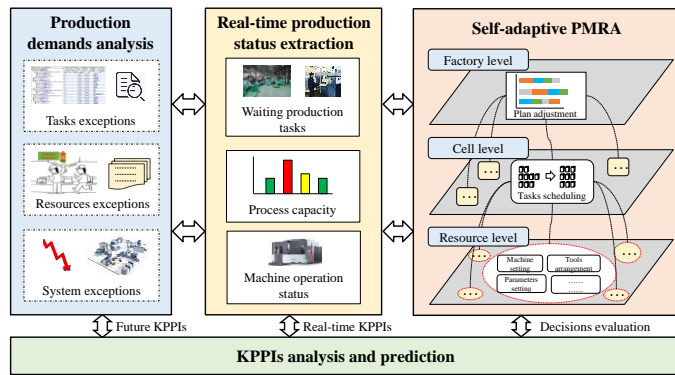 Production
demands analysis
Tasks exceptions
Resources exceptions
System exceptions
Real-time production
status extraction
Waiting production
tasks
Process capacity
Machine operation
status
Self-adaptive PMRA
Factory level
Plan adjustment
Cell level
...
...
Tasks scheduling
...
Resource level
...
...
...
Machine
setting
Tools
arrangement
Parameters
setting
......
......
Future KPPIs
Real-time KPPIs
Decisions evaluation
KPPIs analysis and prediction